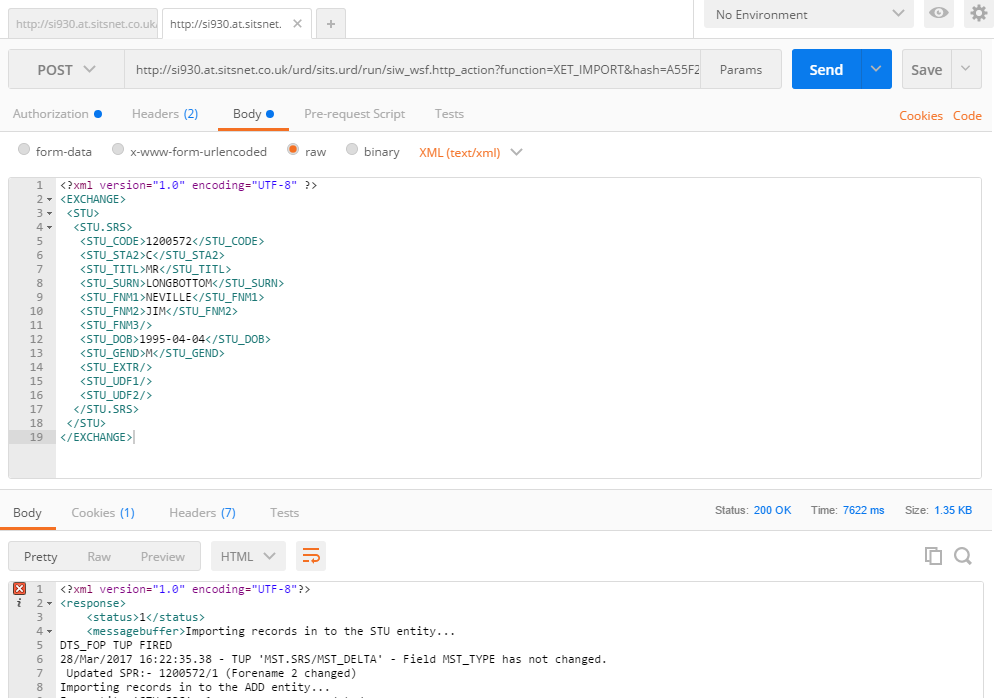 http://si930.at.sitsnet.co.uk/ http://si930.at.sitsnet. × + No Environment
POST http://si930.at.sitsnet.co.uk/urd/sits.urd/run/siw_wsf.http_action?function=XET_IMPORT&hash=A55F2 Params Send Save
Authorization Headers (2) Body Pre-request Script Tests Cookies Code
form-data x-www-form-urlencoded raw binary XML (text/xml)
1 <?xml version="1.0" encoding="UTF-8" ?>
2 <EXCHANGE>
3 <STU>
4 <STU.SRS>
5 <STU_CODE>1200572</STU_CODE>
6 <STU_STA2>C</STU_STA2>
7 <STU_TITL>MR</STU_TITL>
8 <STU_SURN>LONGBOTTOM</STU_SURN>
9 <STU_FNM1>NEVILLE</STU_FNM1>
10 <STU_FNM2>JIM</STU_FNM2>
11 <STU_FNM3/>
12 <STU_DOB>1995-04-04</STU_DOB>
13 <STU_GEND>M</STU_GEND>
14 <STU_EXTR/>
15 <STU_UDF1/>
16 <STU_UDF2/>
17 </STU.SRS>
18 </STU>
19 </EXCHANGE>
Body Cookies (1) Headers (7) Tests Status: 200 OK Time: 7622 ms Size: 1.35 KB
Pretty Raw Preview HTML
1 <?xml version="1.0" encoding="UTF-8"?>
i 2 <response>
3 <status>1</status>
4 <messagebuffer>Importing records in to the STU entity...
5 DTS_FOP TUP FIRED
6 28/Mar/2017 16:22:35.38 - TUP 'MST.SRS/MST_DELTA' - Field MST_TYPE has not changed.
7 Updated SPR:- 1200572/1 (Forename 2 changed)
8 Importing records in to the ADD entity...